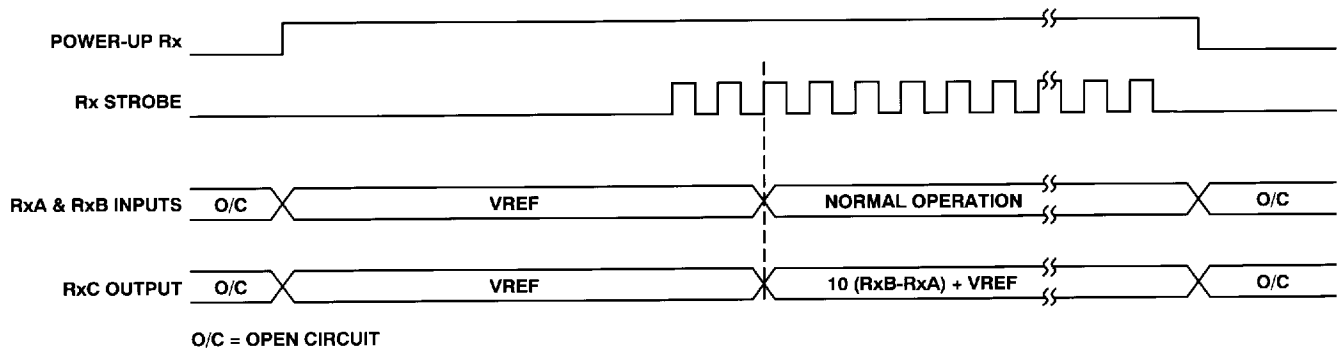 POWER-UP Rx
Rx STROBE
RxA & RxB INPUTS O/C VREF NORMAL OPERATION O/C
RxC OUTPUT O/C VREF 10 (RxB-RxA) + VREF O/C
O/C = OPEN CIRCUIT